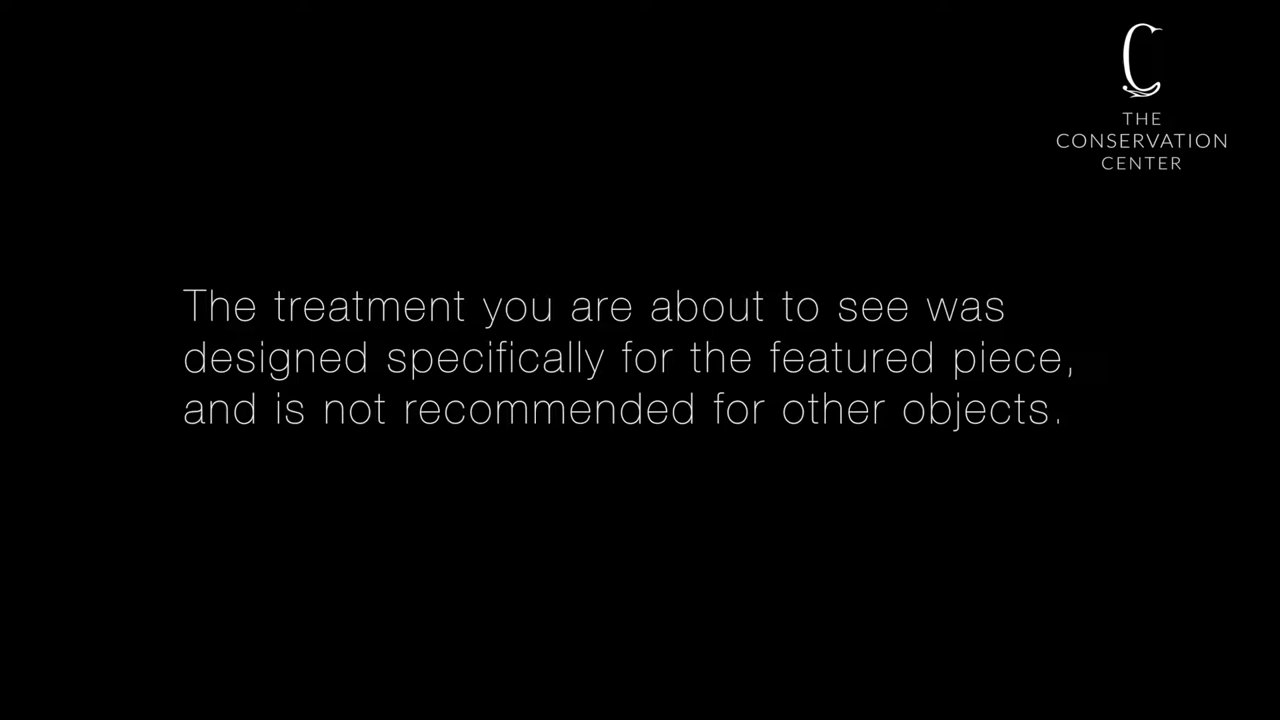 THE
CONSERVATION
CENTER
The treatment you are about to see was
designed specifically for the featured piece,
and is not recommended for other objects.